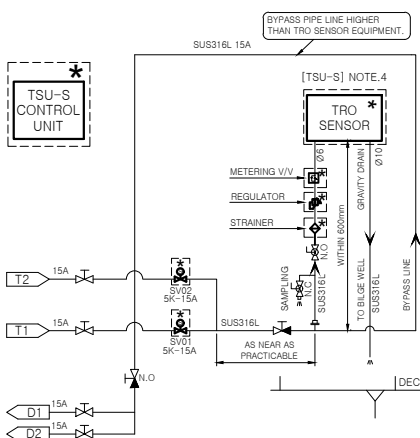 BYPASS PIPE LINE HIGHER
THAN TRO SENSOR EQUIPMENT.
SUS316L 15A
*
TSU-S
CONTROL
UNIT
[TSU-S] NOTE.4
TRO *
SENSOR
METERING V/V
REGULATOR
STRAINER
Ø6
Ø10
GRAVITY DRAIN
WITHIN 600mm
N.O
N.C
SAMPLING
SUS316L
TO BILGE WELL
SUS316L
BYPASS LINE
T2
15A
SV02
5K-15A
T1
15A
SV01
5K-15A
SUS316L
AS NEAR AS
PRACTICABLE
N.O
DEC
D1
15A
D2
15A